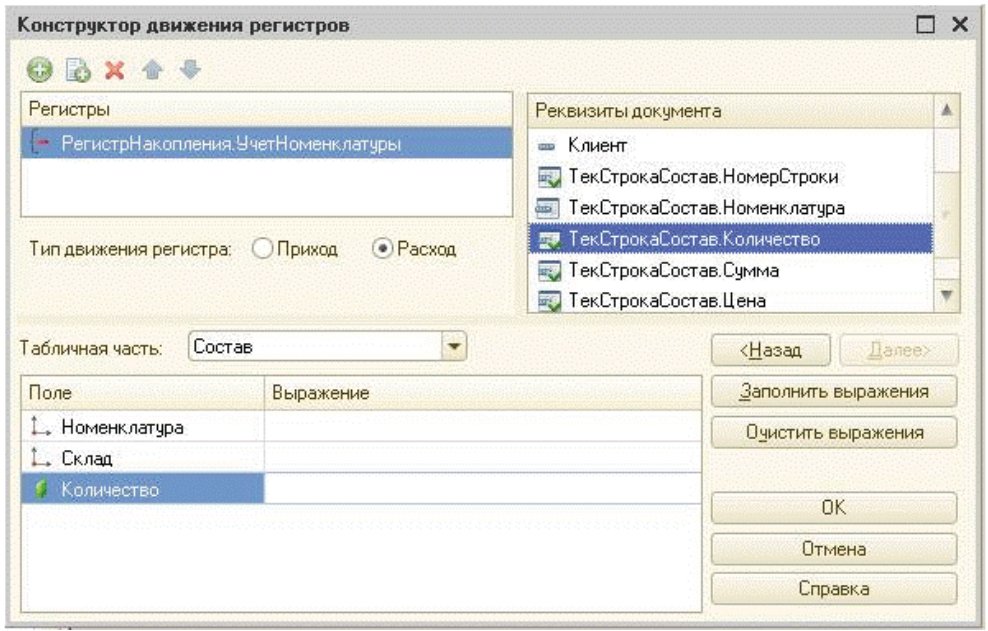 Конструктор движения регистров
Регистры
РегистрНакопления.УчетНоменклатуры
Реквизиты документа
Клиент
ТекСтрокаСостав.НомерСтроки
ТекСтрокаСостав.Номенклатура
ТекСтрокаСостав.Количество
ТекСтрокаСостав.Сумма
ТекСтрокаСостав.Цена
Тип движения регистра: Приход Расход
Табличная часть: Состав
<Назад Далее>
Поле Выражение
Номенклатура
Склад
Количество
Заполнить выражения
Очистить выражения
ОК
Отмена
Справка